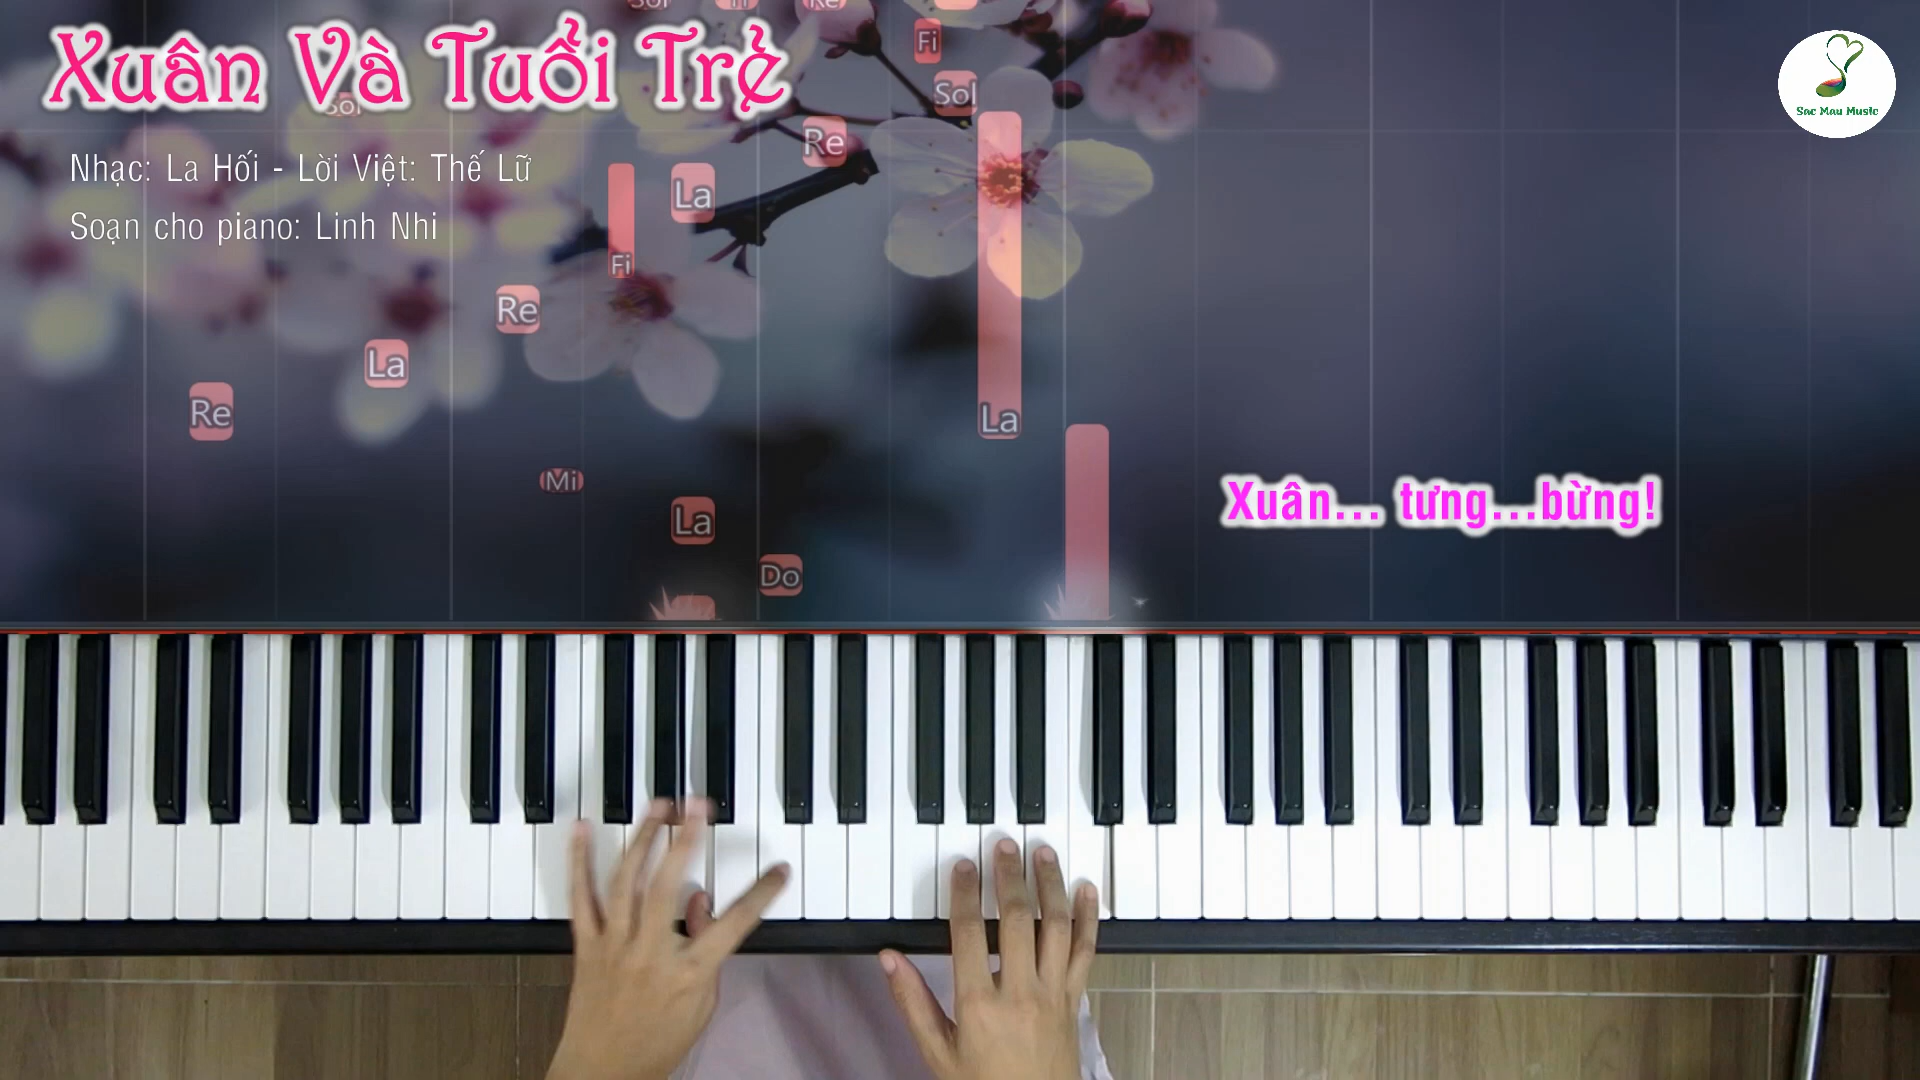 Xuân Và Tuổi Trẻ
Nhạc: La Hối - Lời Việt: Thế Lữ
Soạn cho piano: Linh Nhi
Sac Mau Music
Fi
Sol
Re
La
Fi
Re
La
Re
La
Mi
La
Do
Xuân... tưng...bừng!